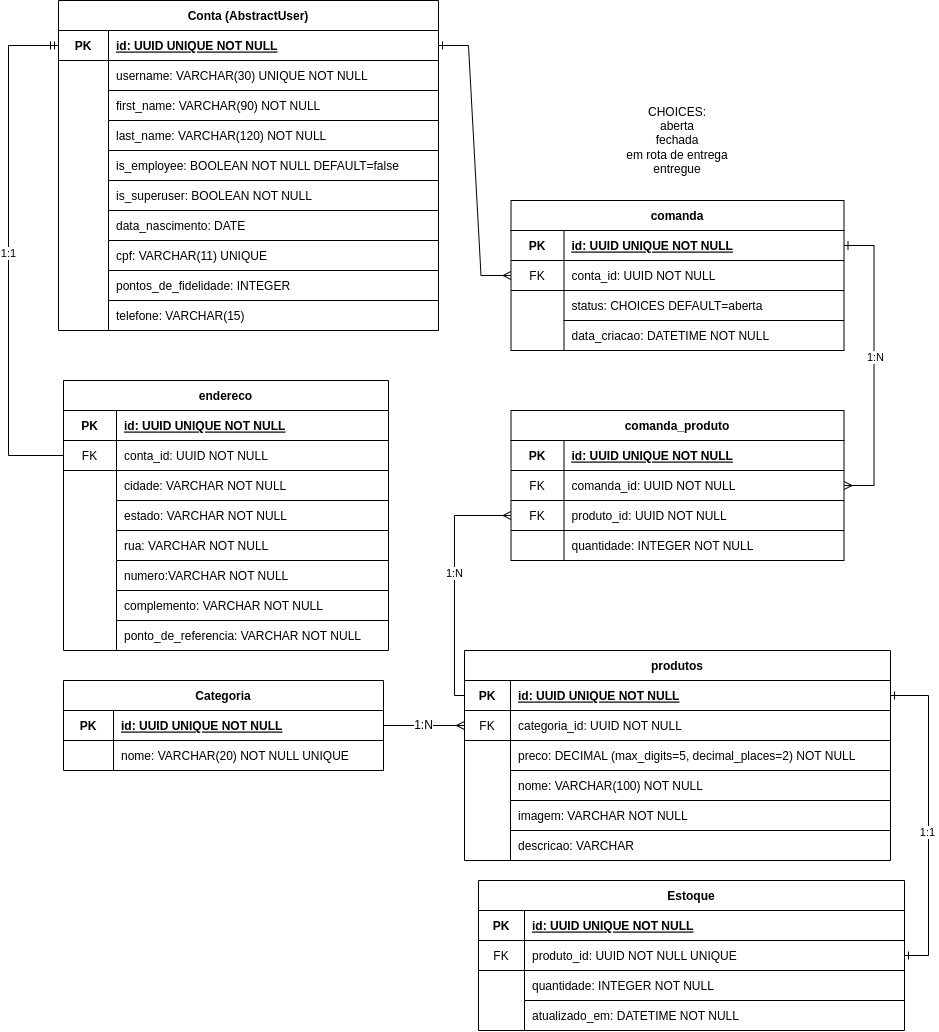 Conta (AbstractUser)
PK id: UUID UNIQUE NOT NULL
username: VARCHAR(30) UNIQUE NOT NULL
first_name: VARCHAR(90) NOT NULL
last_name: VARCHAR(120) NOT NULL
is_employee: BOOLEAN NOT NULL DEFAULT=false
is_superuser: BOOLEAN NOT NULL
data_nascimento: DATE
cpf: VARCHAR(11) UNIQUE
pontos_de_fidelidade: INTEGER
telefone: VARCHAR(15)
1:1
CHOICES:
aberta
fechada
em rota de entrega
entregue
comanda
PK id: UUID UNIQUE NOT NULL
FK conta_id: UUID NOT NULL
status: CHOICES DEFAULT=aberta
data_criacao: DATETIME NOT NULL
1:N
endereco
PK id: UUID UNIQUE NOT NULL
FK conta_id: UUID NOT NULL
cidade: VARCHAR NOT NULL
estado: VARCHAR NOT NULL
rua: VARCHAR NOT NULL
numero:VARCHAR NOT NULL
complemento: VARCHAR NOT NULL
ponto_de_referencia: VARCHAR NOT NULL
comanda_produto
PK id: UUID UNIQUE NOT NULL
FK comanda_id: UUID NOT NULL
FK produto_id: UUID NOT NULL
quantidade: INTEGER NOT NULL
1:N
Categoria
PK id: UUID UNIQUE NOT NULL
nome: VARCHAR(20) NOT NULL UNIQUE
1:N
produtos
PK id: UUID UNIQUE NOT NULL
FK categoria_id: UUID NOT NULL
preco: DECIMAL (max_digits=5, decimal_places=2) NOT NULL
nome: VARCHAR(100) NOT NULL
imagem: VARCHAR NOT NULL
descricao: VARCHAR
1:1
Estoque
PK id: UUID UNIQUE NOT NULL
FK produto_id: UUID NOT NULL UNIQUE
quantidade: INTEGER NOT NULL
atualizado_em: DATETIME NOT NULL